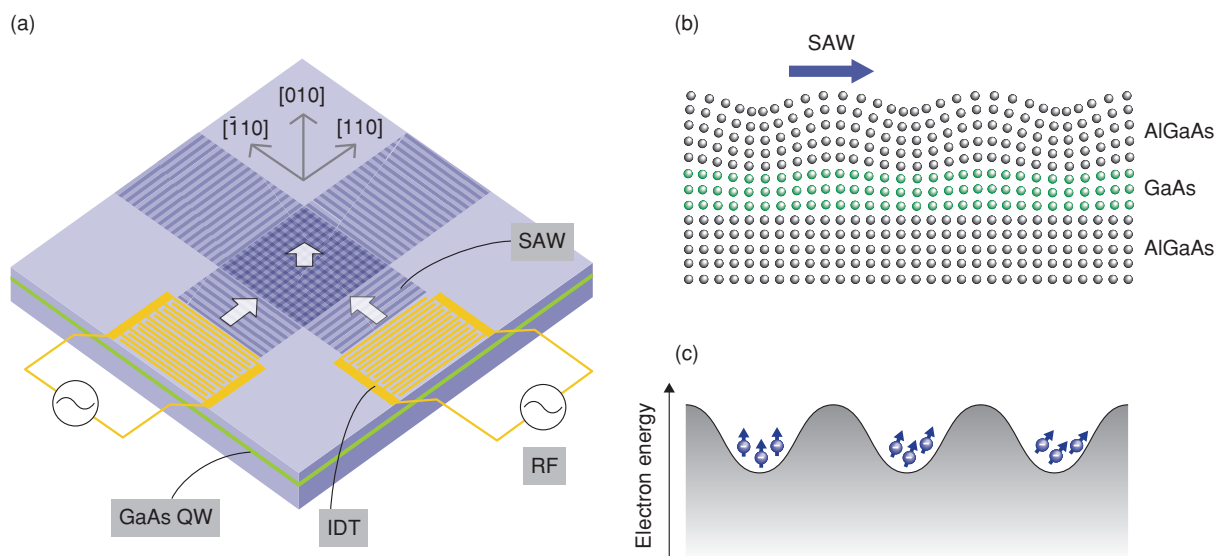 (a)
[010]
[1̄10]
[110]
SAW
RF
GaAs QW
IDT
(b)
SAW
AlGaAs
GaAs
AlGaAs
(c)
Electron energy